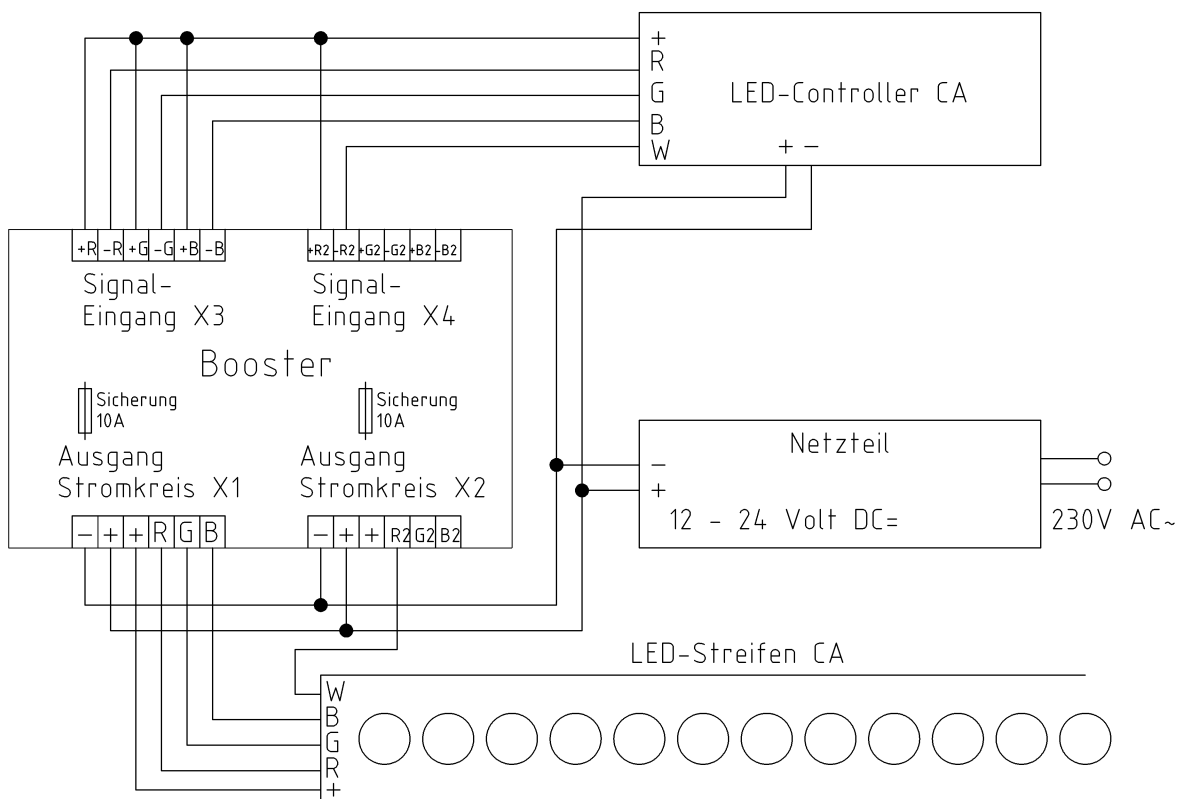 +
R
G
B
W
LED-Controller CA
+ −
+R −R +G −G +B −B
+R2 −R2 +G2 −G2 +B2 −B2
Signal-
Eingang X3
Signal-
Eingang X4
Booster
Sicherung
10A
Sicherung
10A
Ausgang
Stromkreis X1
Ausgang
Stromkreis X2
− + + R G B
− + + R2 G2 B2
Netzteil
−
+
12 - 24 Volt DC=
230V AC~
LED-Streifen CA
W
B
G
R
+